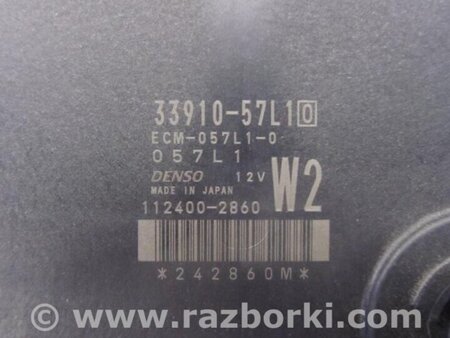 33910-57L10
ECM-057L1-0
057L1
DENSO 12V
MADE IN JAPAN
W2
112400-2860
*242860M*
© www.razborki.com